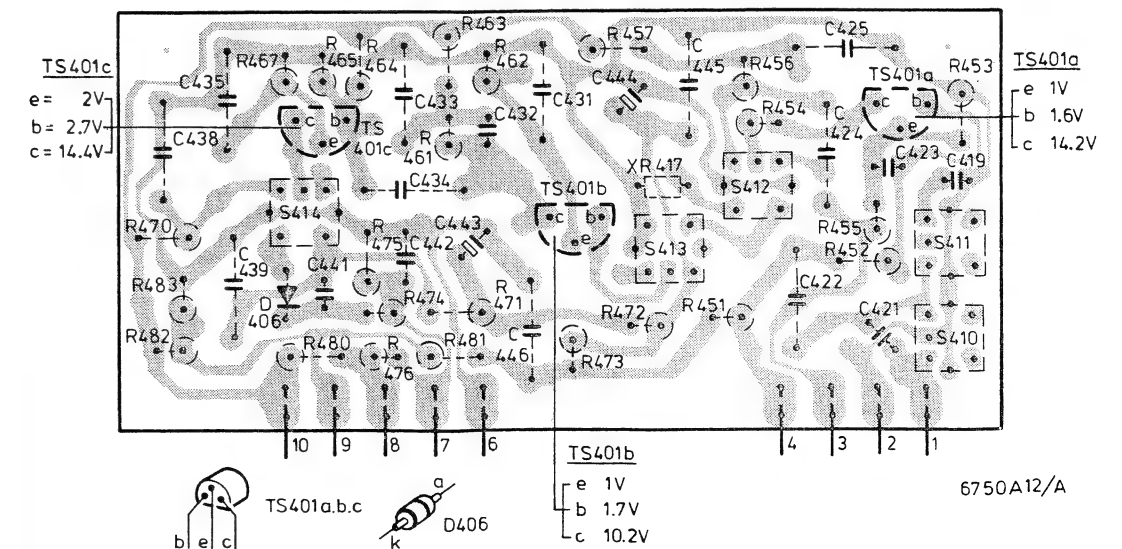 R463
R457
C425
TS401c
R467
R
465
R
464
R
462
C
445
R456
TS401a
R453
TS401a
C435
C444
e = 2V
b = 2.7V
c = 14.4V
e 1V
b 1.6V
c 14.2V
C433
C431
C432
R454
C
424
c b e
TS
401c
R
461
C438
c b e
C423
C419
C434
XR417
S412
TS401b
S414
R470
R
475
C442
C443
c b e
S413
R455
R452
S411
C
439
C441
R483
D
406
R474
R
471
C422
R472
R451
C421
S410
R482
R480
R
476
R481
C
446
R473
10 9 8 7 6
4 3 2 1
TS401b
e 1V
b 1.7V
c 10.2V
TS401a.b.c
b e c
a
D406
k
6750A12/A